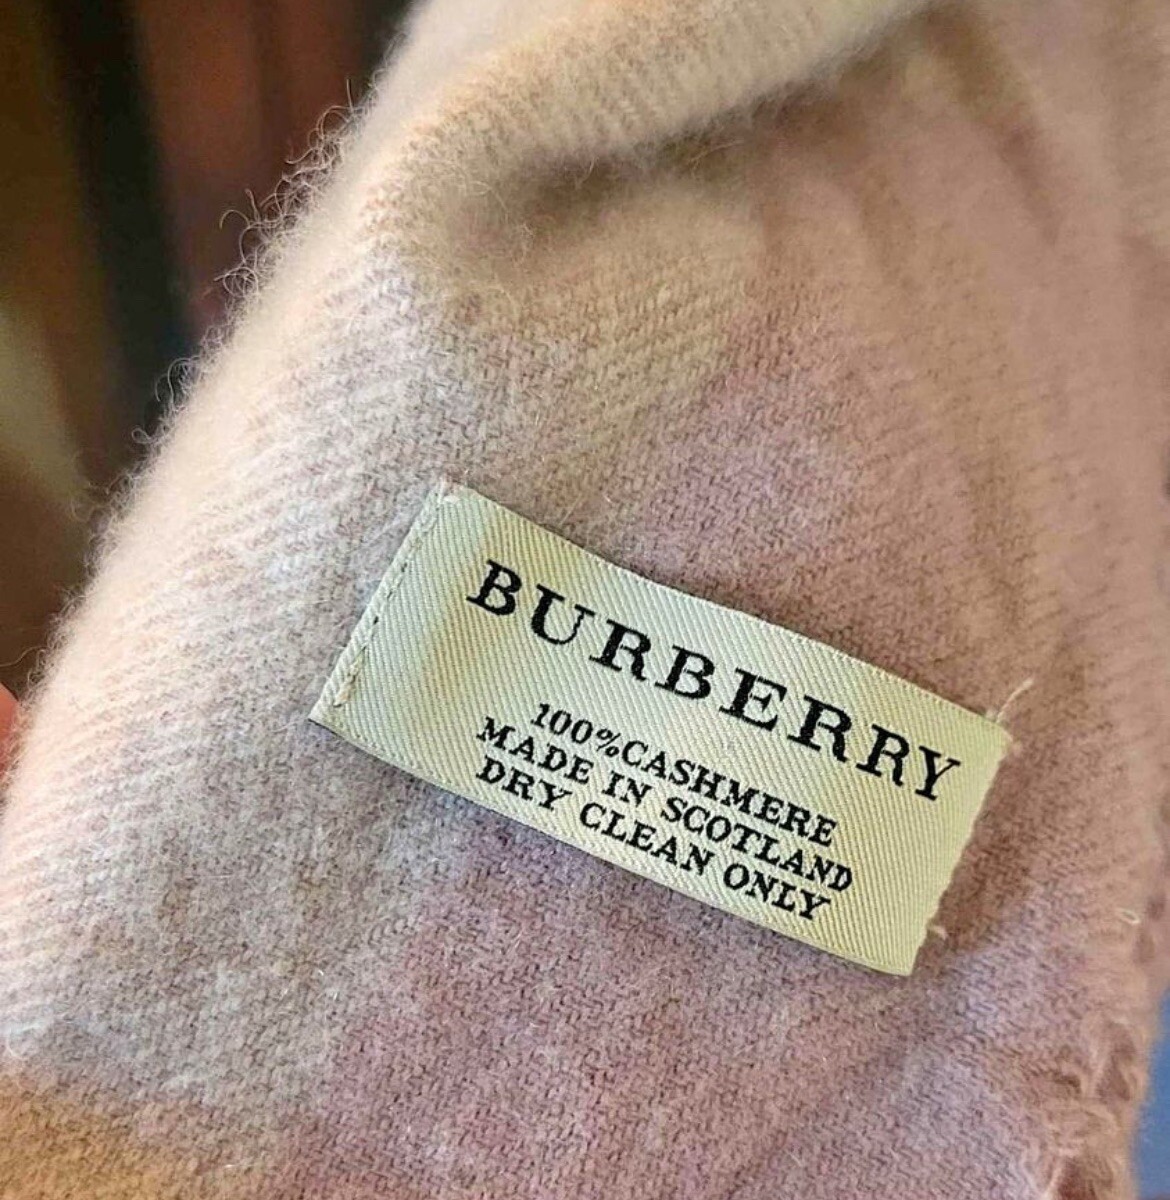 BURBERRY
100%CASHMERE
MADE IN SCOTLAND
DRY CLEAN ONLY